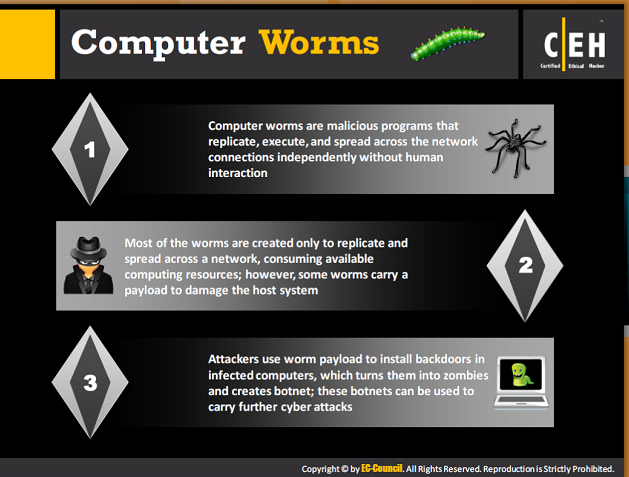 Computer Worms
C|EH
Certified Ethical Hacker
1
Computer worms are malicious programs that
replicate, execute, and spread across the network
connections independently without human
interaction
Most of the worms are created only to replicate and
spread across a network, consuming available
computing resources; however, some worms carry a
payload to damage the host system
2
3
Attackers use worm payload to install backdoors in
infected computers, which turns them into zombies
and creates botnet; these botnets can be used to
carry further cyber attacks
Copyright © by EC-Council. All Rights Reserved. Reproduction is Strictly Prohibited.